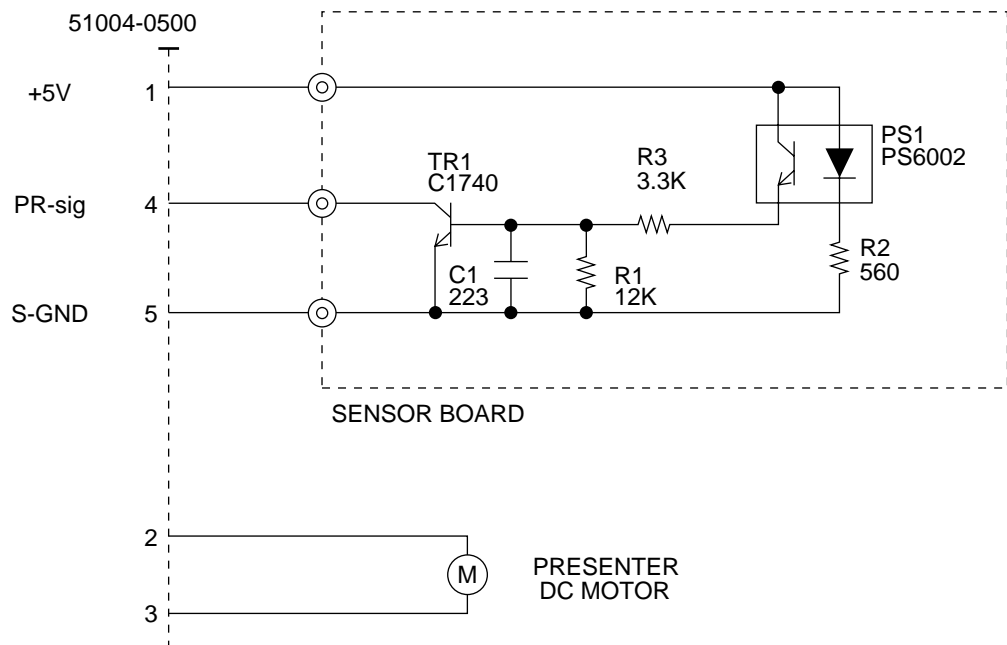 51004-0500
+5V 1
PS1
PS6002
R3
3.3K
TR1
C1740
PR-sig 4
R2
560
C1
223
R1
12K
S-GND 5
SENSOR BOARD
2
M
PRESENTER
DC MOTOR
3